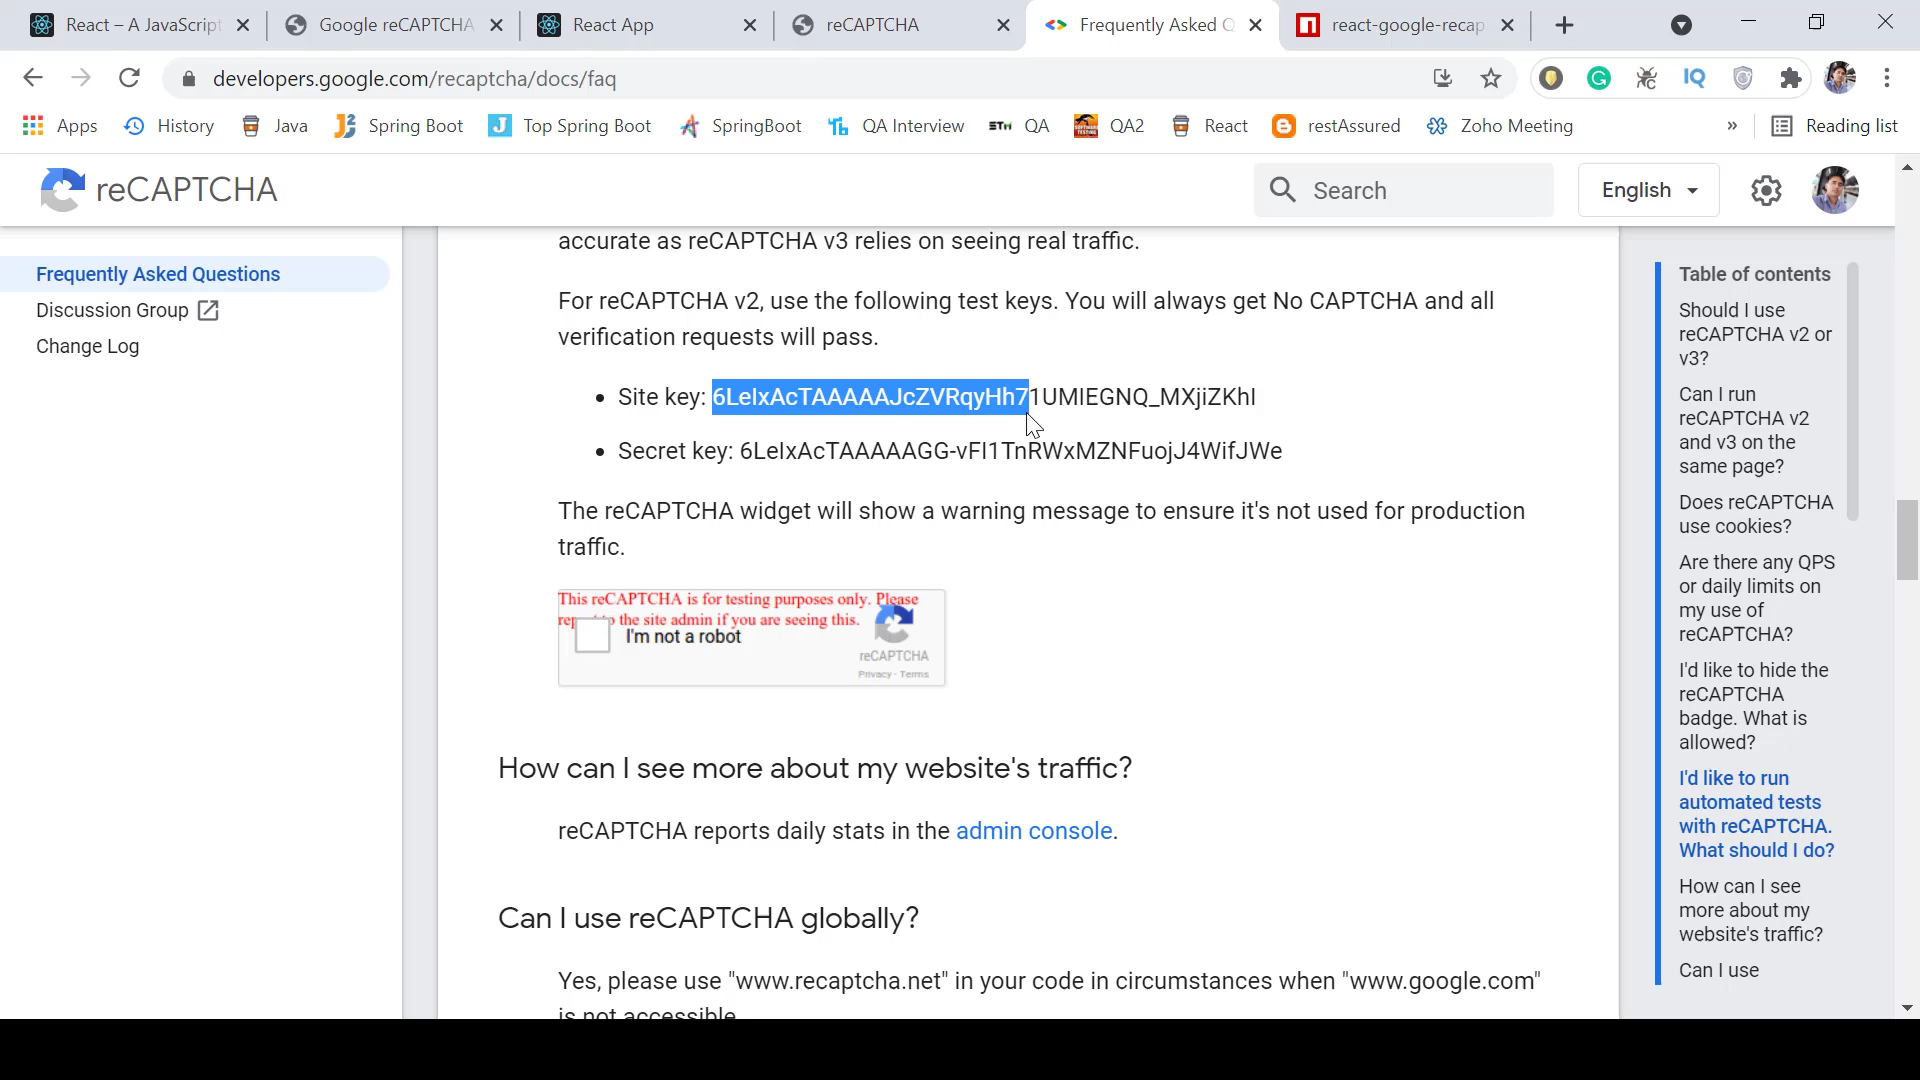 React – A JavaScript
Google reCAPTCHA
React App
reCAPTCHA
Frequently Asked Q
react-google-recap
developers.google.com/recaptcha/docs/faq
IQ
Apps
History
Java
Spring Boot
Top Spring Boot
SpringBoot
QA Interview
QA
QA2
React
restAssured
Zoho Meeting
»
Reading list
reCAPTCHA
Search
English
Frequently Asked Questions
Discussion Group
Change Log
accurate as reCAPTCHA v3 relies on seeing real traffic.
For reCAPTCHA v2, use the following test keys. You will always get No CAPTCHA and all
verification requests will pass.
• Site key: 6LeIxAcTAAAAAJcZVRqyHh71UMIEGNQ_MXjiZKhI
• Secret key: 6LeIxAcTAAAAAGG-vFI1TnRWxMZNFuojJ4WifJWe
The reCAPTCHA widget will show a warning message to ensure it's not used for production
traffic.
This reCAPTCHA is for testing purposes only. Please
the site admin if you are seeing this.
I'm not a robot
reCAPTCHA
Privacy - Terms
How can I see more about my website's traffic?
reCAPTCHA reports daily stats in the admin console.
Can I use reCAPTCHA globally?
Yes, please use "www.recaptcha.net" in your code in circumstances when "www.google.com"
is not accessible
Table of contents
Should I use
reCAPTCHA v2 or
v3?
Can I run
reCAPTCHA v2
and v3 on the
same page?
Does reCAPTCHA
use cookies?
Are there any QPS
or daily limits on
my use of
reCAPTCHA?
I'd like to hide the
reCAPTCHA
badge. What is
allowed?
I'd like to run
automated tests
with reCAPTCHA.
What should I do?
How can I see
more about my
website's traffic?
Can I use